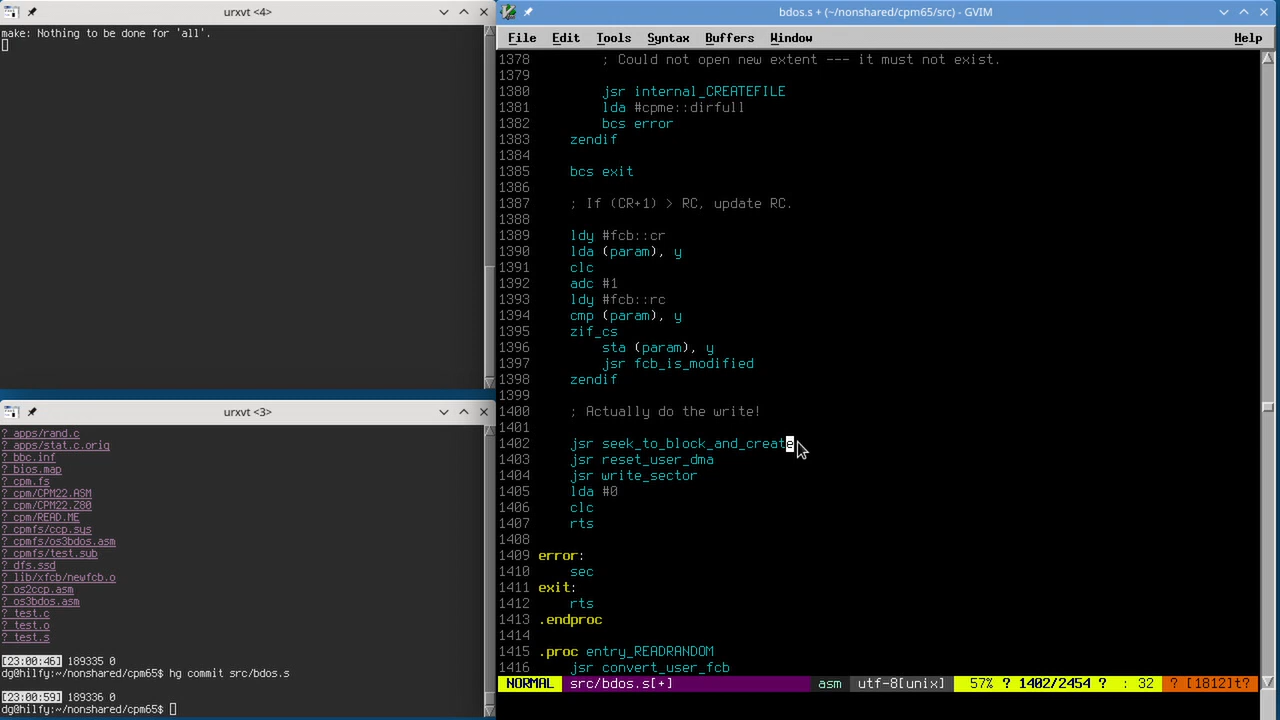 urxvt <4>
make: Nothing to be done for 'all'.
urxvt <3>
? apps/rand.c
? apps/stat.c.orig
? bbc.inf
? bios.map
? cpm.fs
? cpm/CPM22.ASM
? cpm/CPM22.Z80
? cpm/READ.ME
? cpmfs/ccp.sys
? cpmfs/os3bdos.asm
? cpmfs/test.sub
? dfs.ssd
? lib/xfcb/newfcb.o
? os2ccp.asm
? os3bdos.asm
? test.c
? test.o
? test.s
[23:00:46] 189335 0
dg@hilfy:~/nonshared/cpm65$ hg commit src/bdos.s
[23:00:59] 189336 0
dg@hilfy:~/nonshared/cpm65$
bdos.s + (~/nonshared/cpm65/src) - GVIM
File Edit Tools Syntax Buffers Window Help
1378 ; Could not open new extent --- it must not exist.
1379
1380 jsr internal_CREATEFILE
1381 lda #cpme::dirfull
1382 bcs error
1383 zendif
1384
1385 bcs exit
1386
1387 ; If (CR+1) > RC, update RC.
1388
1389 ldy #fcb::cr
1390 lda (param), y
1391 clc
1392 adc #1
1393 ldy #fcb::rc
1394 cmp (param), y
1395 zif_cs
1396 sta (param), y
1397 jsr fcb_is_modified
1398 zendif
1399
1400 ; Actually do the write!
1401
1402 jsr seek_to_block_and_create
1403 jsr reset_user_dma
1404 jsr write_sector
1405 lda #0
1406 clc
1407 rts
1408
1409 error:
1410 sec
1411 exit:
1412 rts
1413 .endproc
1414
1415 .proc entry_READRANDOM
1416 jsr convert_user_fcb
NORMAL src/bdos.s[+] asm utf-8[unix] 57% ? 1402/2454 ? : 32 ? [1812]t?